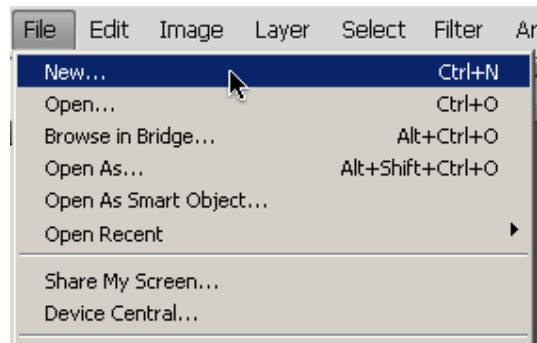 File Edit Image Layer Select Filter
New... Ctrl+N
Open... Ctrl+O
Browse in Bridge... Alt+Ctrl+O
Open As... Alt+Shift+Ctrl+O
Open As Smart Object...
Open Recent
Share My Screen...
Device Central...